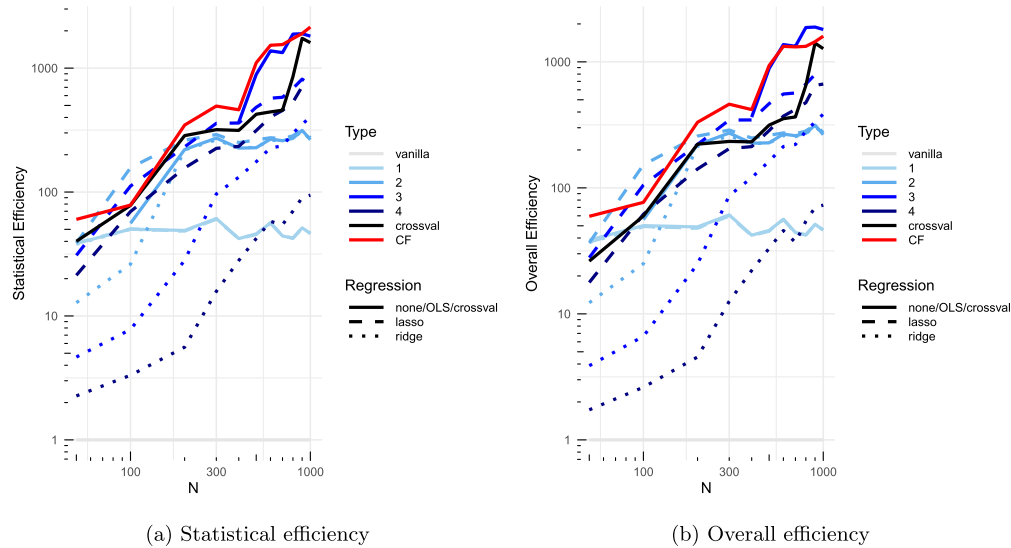 Statistical Efficiency
1000
100
10
1
100
300
1000
N
Type
vanilla
1
2
3
4
crossval
CF
Regression
none/OLS/crossval
lasso
ridge
(a) Statistical efficiency
Overall Efficiency
1000
100
10
1
100
300
1000
N
Type
vanilla
1
2
3
4
crossval
CF
Regression
none/OLS/crossval
lasso
ridge
(b) Overall efficiency